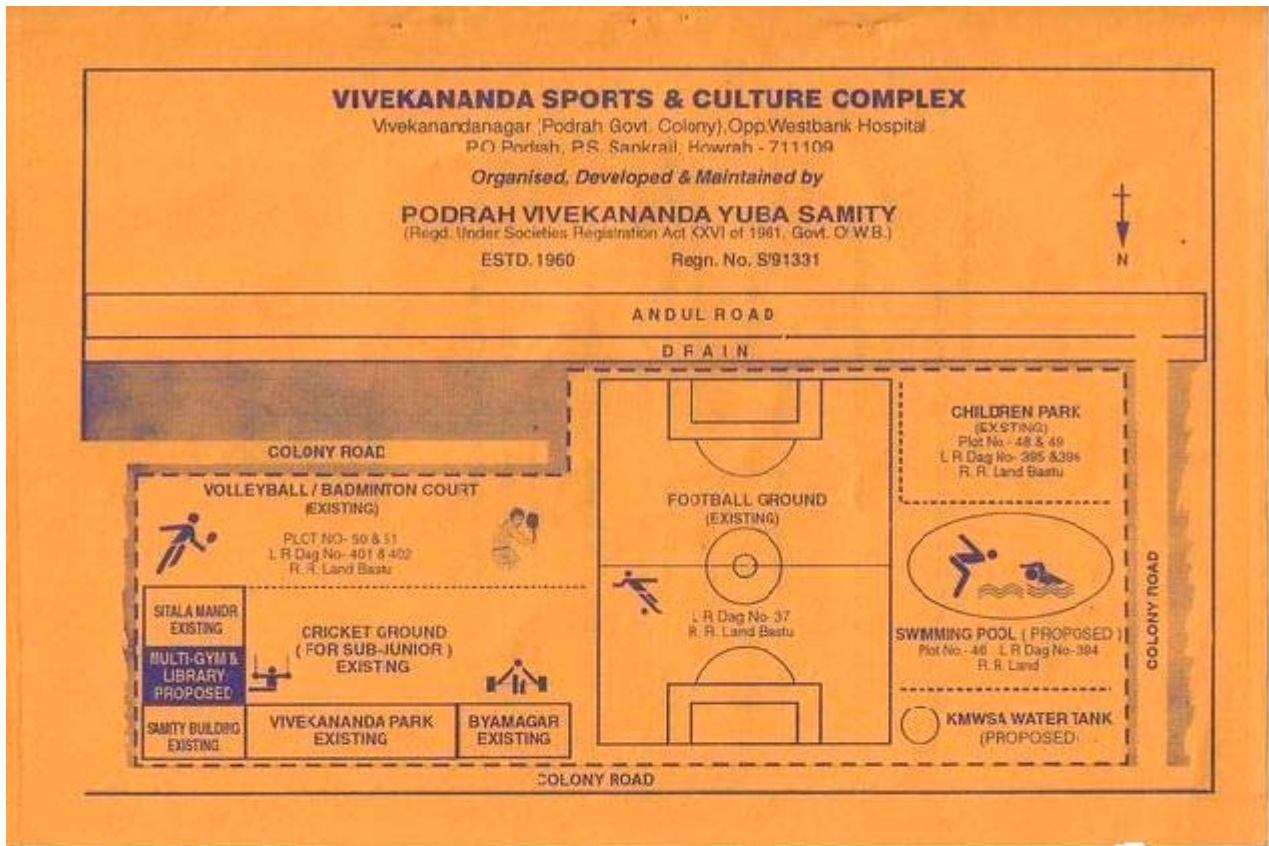 VIVEKANANDA SPORTS & CULTURE COMPLEX
Vivekanandanagar (Podrah Govt. Colony),Opp.Westbank Hospital
P.O. Podrah, P.S. Sankrail, Howrah - 711109
Organised, Developed & Maintained by
PODRAH VIVEKANANDA YUBA SAMITY
(Regd. Under Societies Registration Act XXVI of 1961, Govt. Of W.B.)
ESTD. 1960 Regn. No. S/91331
N
ANDUL ROAD
DRAIN
COLONY ROAD
VOLLEYBALL / BADMINTON COURT
(EXISTING)
PLOT NO- 50 & 51
L R Dag No- 401 & 402
R. R. Land Bastu
SITALA MANDIR
EXISTING
MULTI-GYM &
LIBRARY
PROPOSED
SAMITY BUILDING
EXISTING
CRICKET GROUND
( FOR SUB-JUNIOR )
EXISTING
VIVEKANANDA PARK
EXISTING
BYAMAGAR
EXISTING
FOOTBALL GROUND
(EXISTING)
L R Dag No- 37
R. R. Land Bastu
CHILDREN PARK
(EXISTING)
Plot No - 48 & 49
L R Dag No- 395 &396
R. R. Land Bastu
SWIMMING POOL ( PROPOSED )
Plot No.-46 L R Dag No-394
R. R. Land
KMWSA WATER TANK
(PROPOSED)
COLONY ROAD
COLONY ROAD